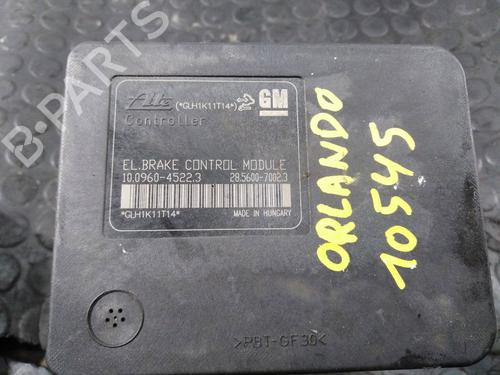 Ate (*GLH1K11T14*) GM
Controller
EL.BRAKE CONTROL MODULE
10.0960-4522.3 28.5600-7002.3
*GLH1K11T14* MADE IN HUNGARY
ORLANDO
10545
>PBT-GF30<
B-PARTS